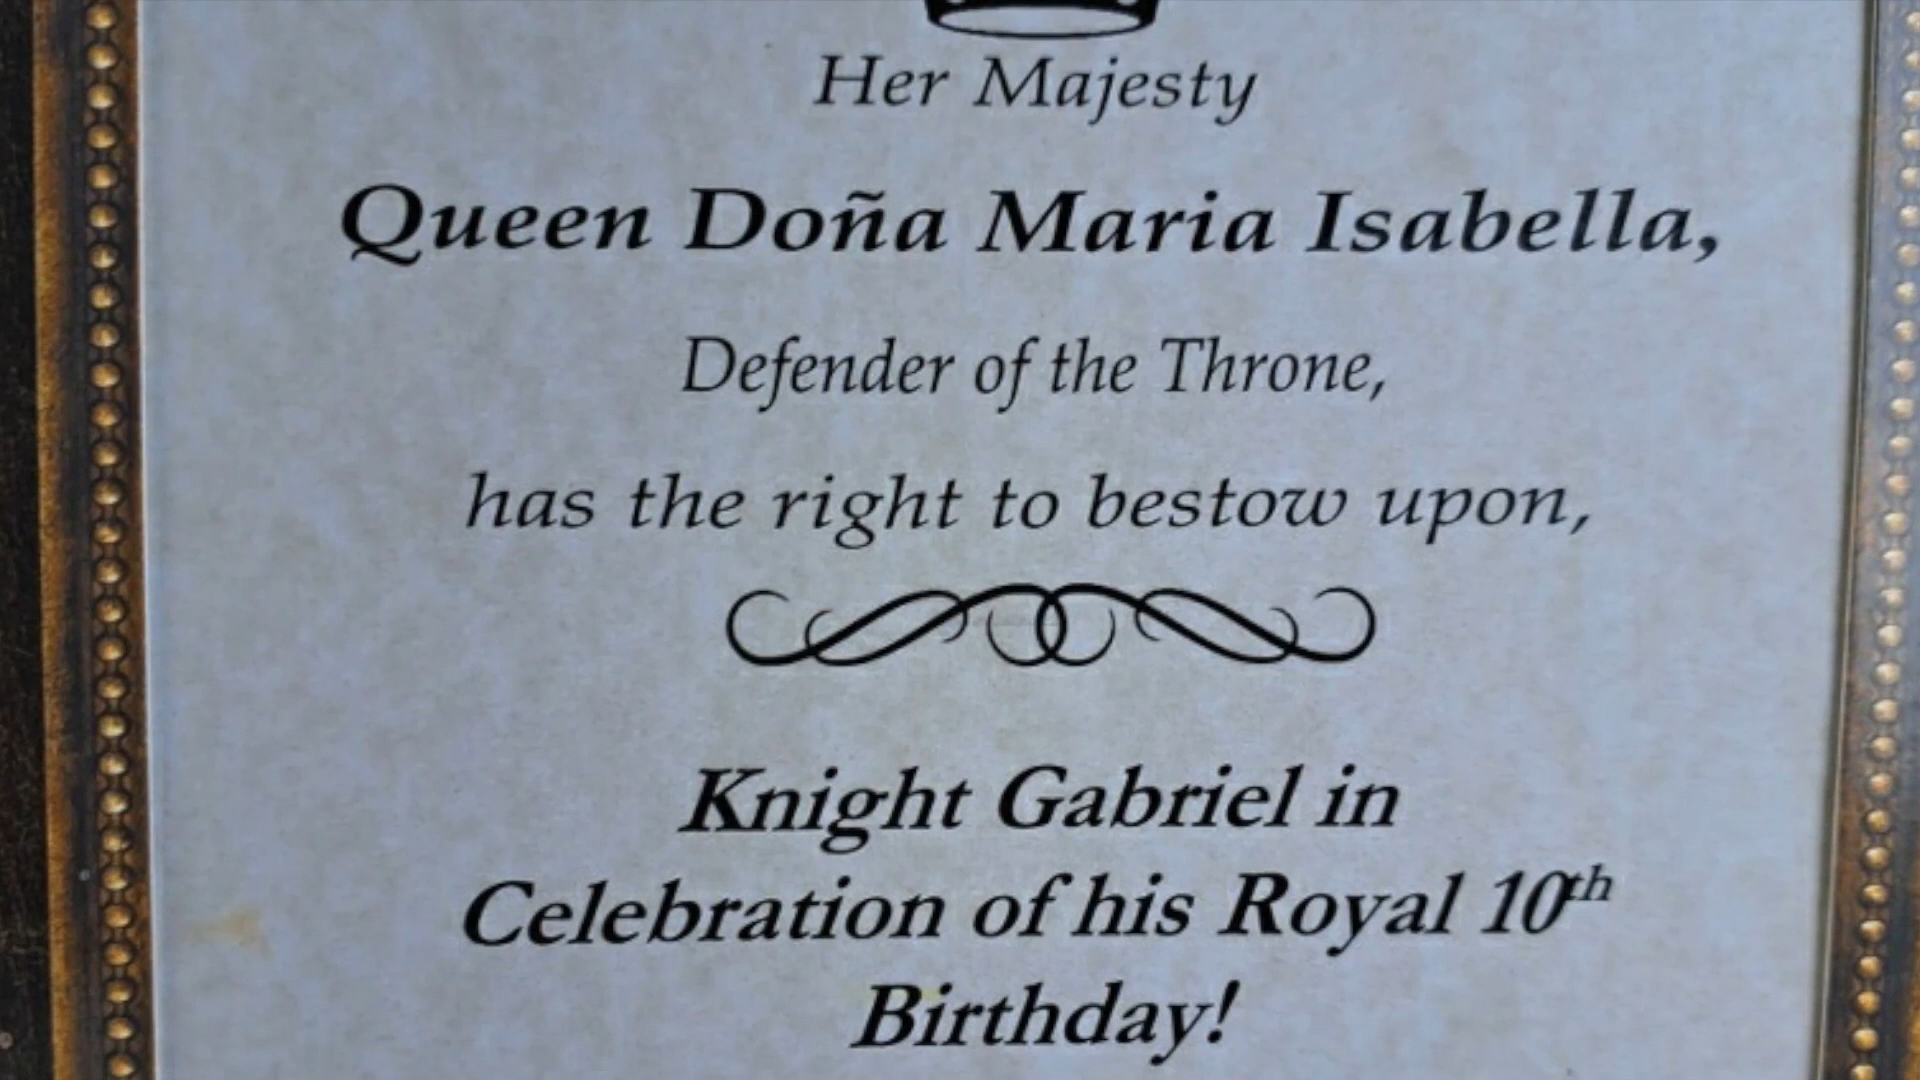 Her Majesty
Queen Doña Maria Isabella,
Defender of the Throne,
has the right to bestow upon,
Knight Gabriel in
Celebration of his Royal 10th
Birthday!